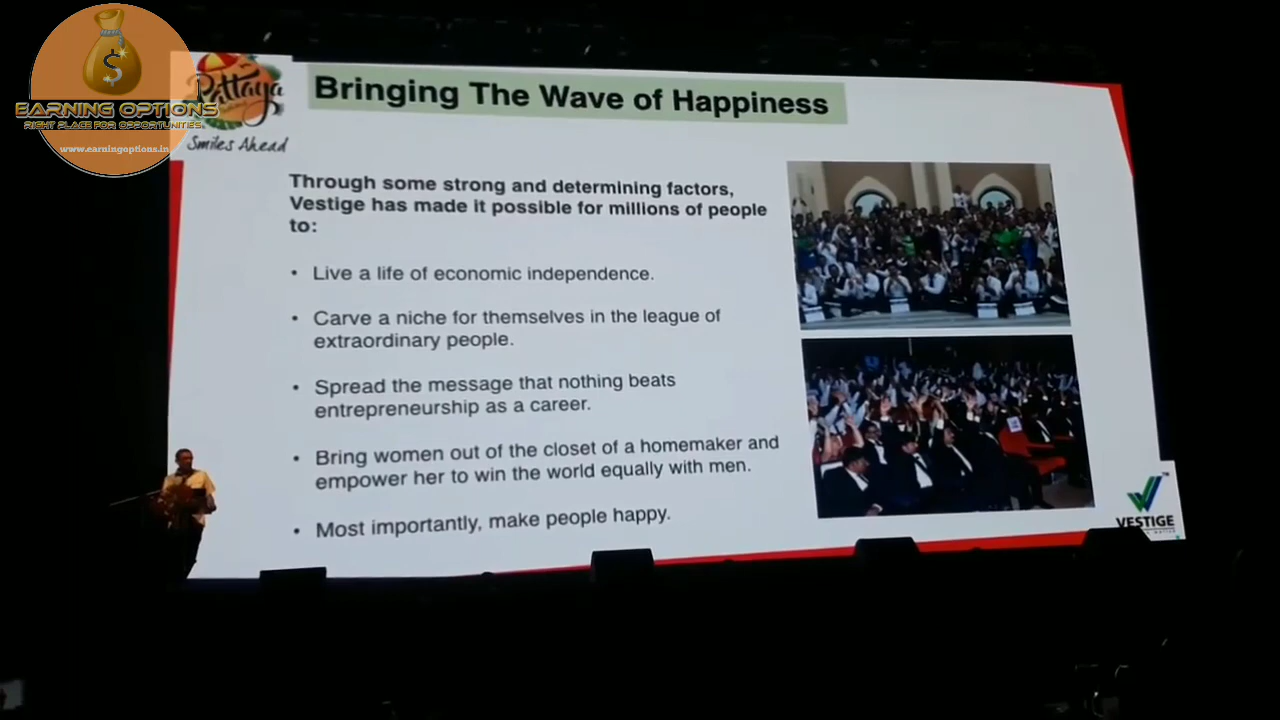 EARNING OPTIONS
RIGHT PLACE FOR OPPORTUNITIES
www.earningoptions.in
Pattaya
Smiles Ahead
Bringing The Wave of Happiness
Through some strong and determining factors,
Vestige has made it possible for millions of people
to:
• Live a life of economic independence.
• Carve a niche for themselves in the league of
extraordinary people.
• Spread the message that nothing beats
entrepreneurship as a career.
• Bring women out of the closet of a homemaker and
empower her to win the world equally with men.
• Most importantly, make people happy.
VESTIGE
TM